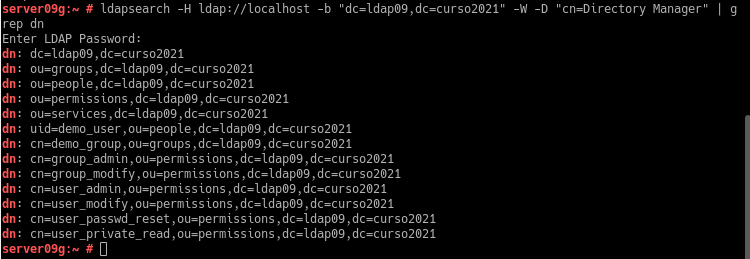 server09g:~ # ldapsearch -H ldap://localhost -b "dc=ldap09,dc=curso2021" -W -D "cn=Directory Manager" | g
rep dn
Enter LDAP Password:
dn: dc=ldap09,dc=curso2021
dn: ou=groups,dc=ldap09,dc=curso2021
dn: ou=people,dc=ldap09,dc=curso2021
dn: ou=permissions,dc=ldap09,dc=curso2021
dn: ou=services,dc=ldap09,dc=curso2021
dn: uid=demo_user,ou=people,dc=ldap09,dc=curso2021
dn: cn=demo_group,ou=groups,dc=ldap09,dc=curso2021
dn: cn=group_admin,ou=permissions,dc=ldap09,dc=curso2021
dn: cn=group_modify,ou=permissions,dc=ldap09,dc=curso2021
dn: cn=user_admin,ou=permissions,dc=ldap09,dc=curso2021
dn: cn=user_modify,ou=permissions,dc=ldap09,dc=curso2021
dn: cn=user_passwd_reset,ou=permissions,dc=ldap09,dc=curso2021
dn: cn=user_private_read,ou=permissions,dc=ldap09,dc=curso2021
server09g:~ #